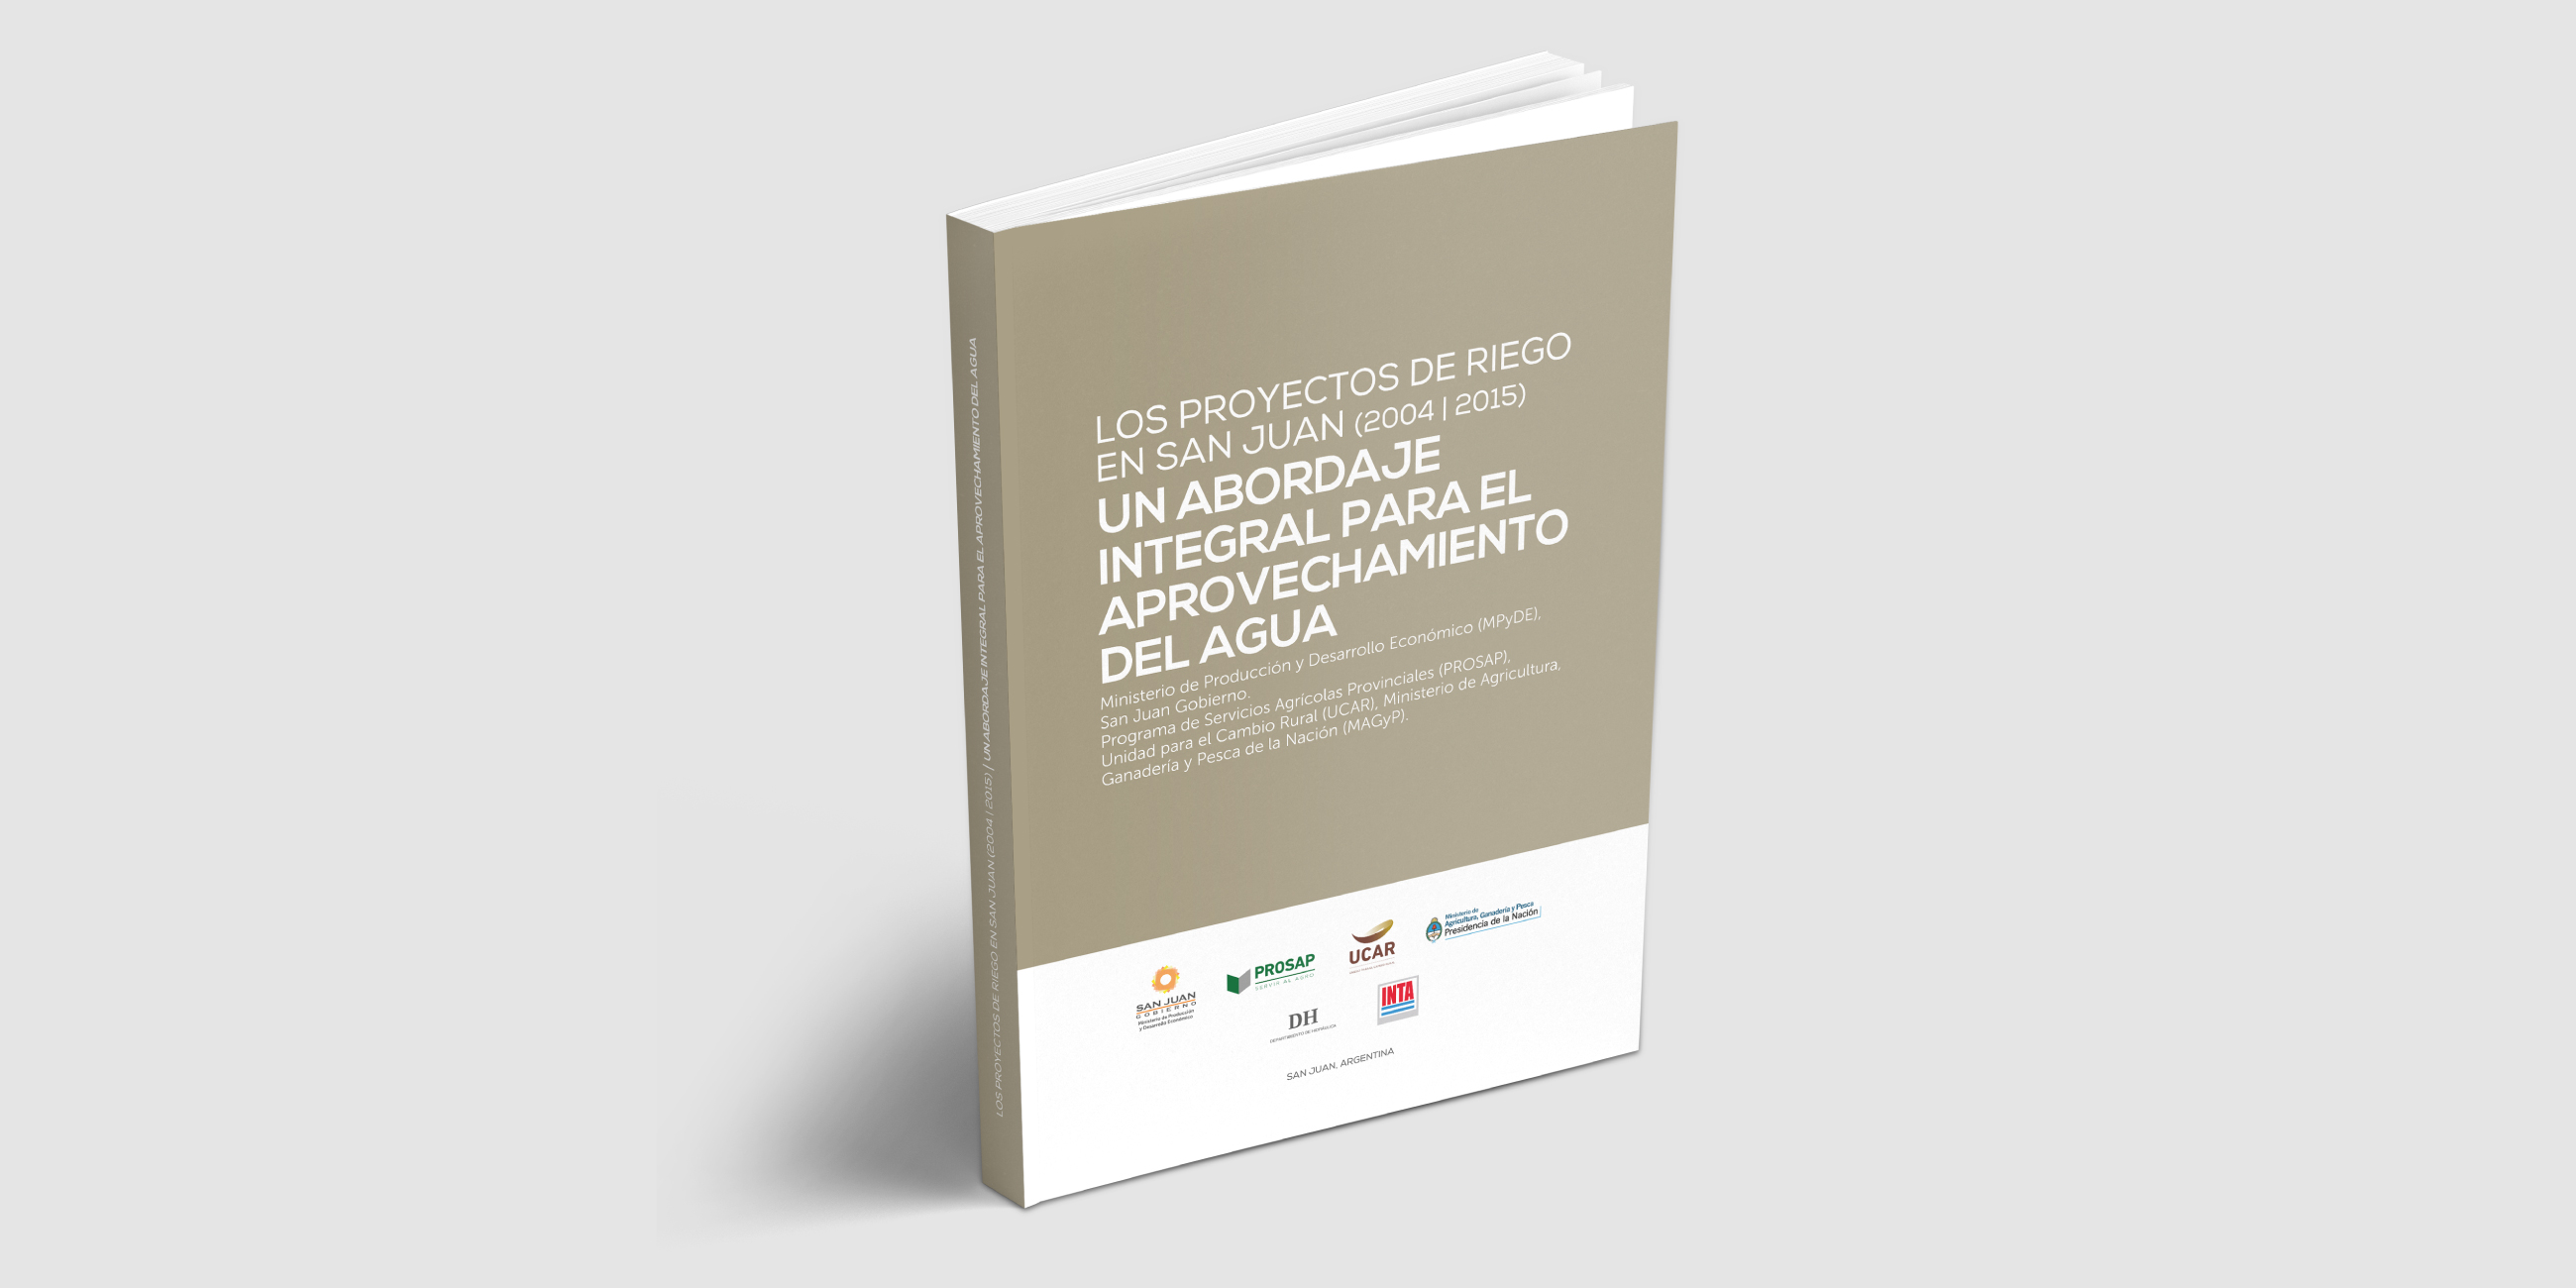 LOS PROYECTOS DE RIEGO EN SAN JUAN (2004 | 2015) | UN ABORDAJE INTEGRAL PARA EL APROVECHAMIENTO DEL AGUA
LOS PROYECTOS DE RIEGO
EN SAN JUAN (2004 | 2015)
UN ABORDAJE
INTEGRAL PARA EL
APROVECHAMIENTO
DEL AGUA
Ministerio de Producción y Desarrollo Económico (MPyDE),
San Juan Gobierno.
Programa de Servicios Agrícolas Provinciales (PROSAP),
Unidad para el Cambio Rural (UCAR), Ministerio de Agricultura,
Ganadería y Pesca de la Nación (MAGyP).
SAN JUAN
GOBIERNO
Ministerio de Producción
y Desarrollo Económico
PROSAP
SERVIR AL AGRO
UCAR
Ministerio de
Agricultura, Ganadería y Pesca
Presidencia de la Nación
DH
DEPARTAMENTO DE HIDRÁULICA
INTA
SAN JUAN, ARGENTINA